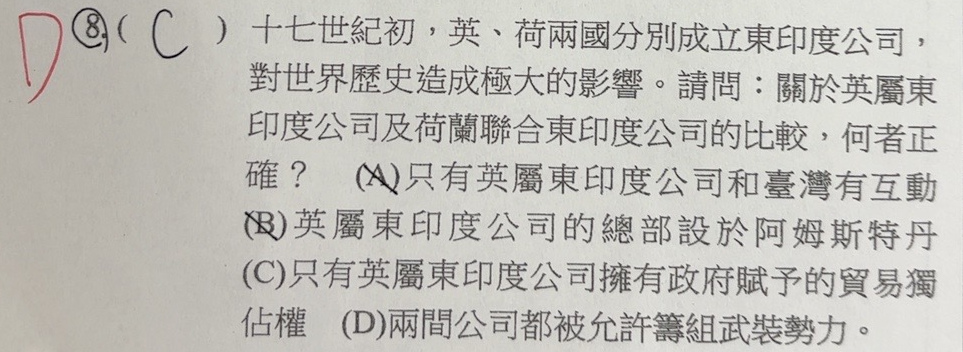 D ⑧.( C ) 十七世紀初，英、荷兩國分別成立東印度公司，
對世界歷史造成極大的影響。請問：關於英屬東
印度公司及荷蘭聯合東印度公司的比較，何者正
確？ (A)只有英屬東印度公司和臺灣有互動
(B)英屬東印度公司的總部設於阿姆斯特丹
(C)只有英屬東印度公司擁有政府賦予的貿易獨
佔權 (D)兩間公司都被允許籌組武裝勢力。